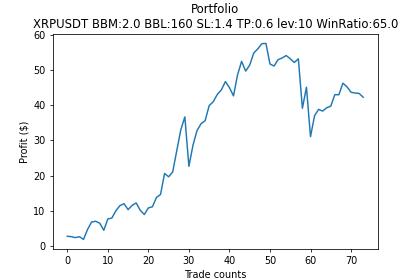 Portfolio
XRPUSDT BBM:2.0 BBL:160 SL:1.4 TP:0.6 lev:10 WinRatio:65.0
60
50
40
30
20
10
0
Profit ($)
0 10 20 30 40 50 60 70
Trade counts